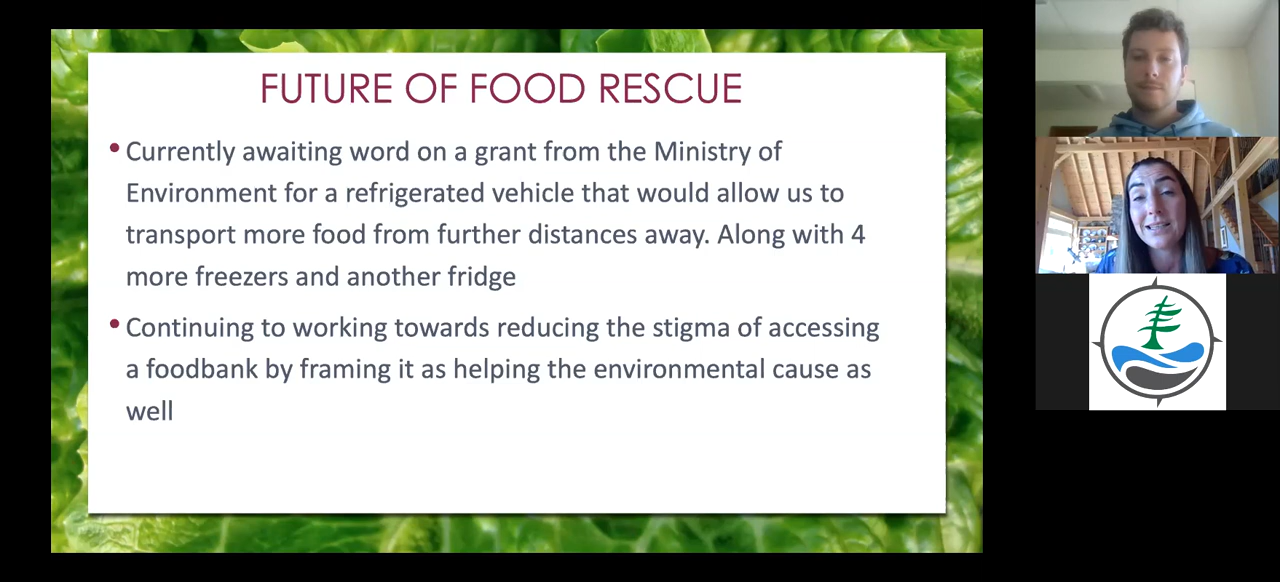 FUTURE OF FOOD RESCUE
• Currently awaiting word on a grant from the Ministry of
Environment for a refrigerated vehicle that would allow us to
transport more food from further distances away. Along with 4
more freezers and another fridge
• Continuing to working towards reducing the stigma of accessing
a foodbank by framing it as helping the environmental cause as
well